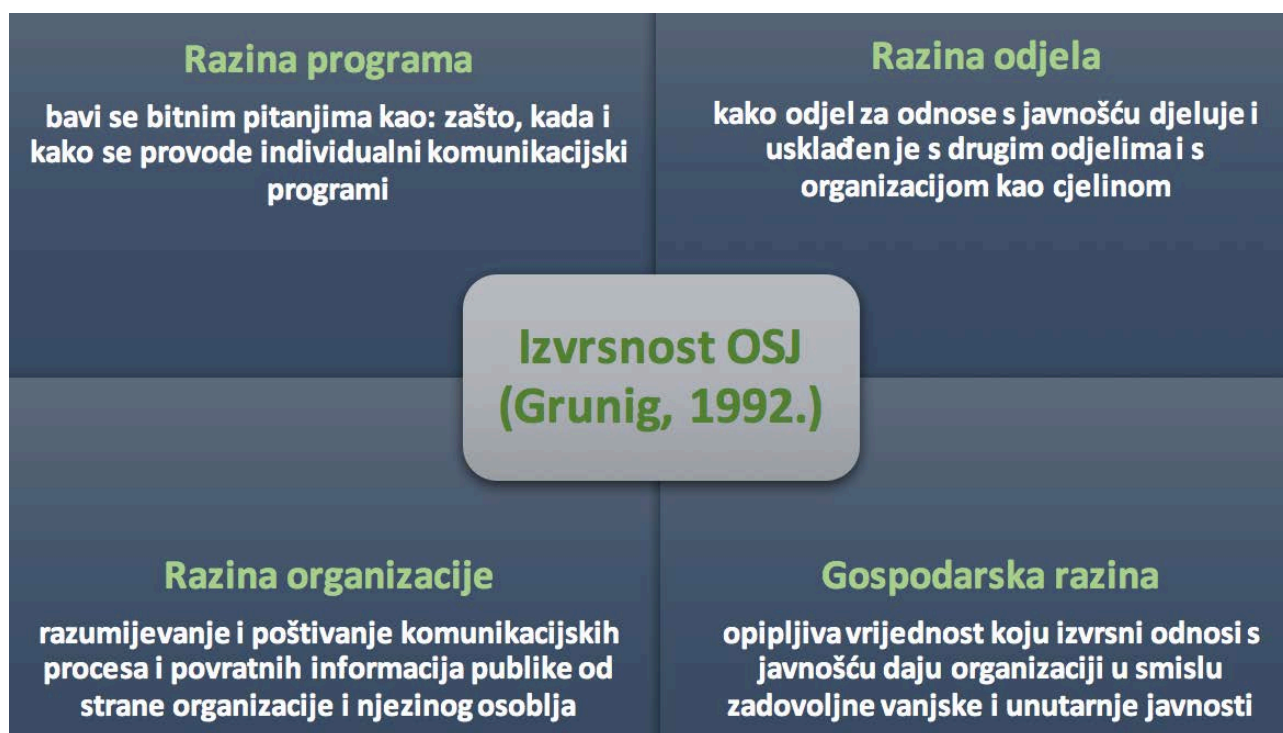 Razina programa
bavi se bitnim pitanjima kao: zašto, kada i
kako se provode individualni komunikacijski
programi
Razina odjela
kako odjel za odnose s javnošću djeluje i
usklađen je s drugim odjelima i s
organizacijom kao cjelinom
Izvrsnost OSJ
(Grunig, 1992.)
Razina organizacije
razumijevanje i poštivanje komunikacijskih
procesa i povratnih informacija publike od
strane organizacije i njezinog osoblja
Gospodarska razina
opipljiva vrijednost koju izvrsni odnosi s
javnošću daju organizaciji u smislu
zadovoljne vanjske i unutarnje javnosti